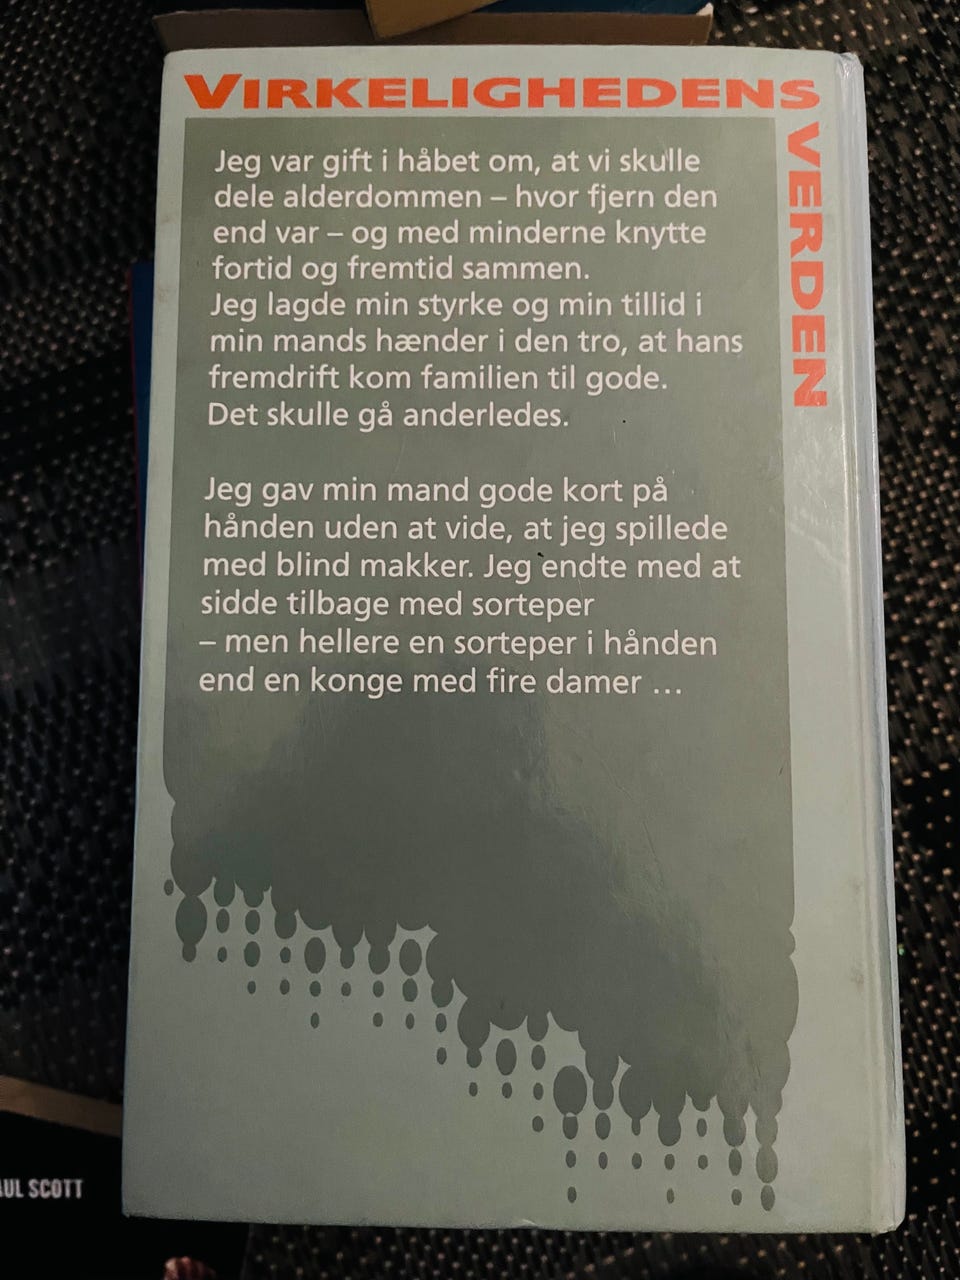 VIRKELIGHEDENS
VERDEN
Jeg var gift i håbet om, at vi skulle
dele alderdommen – hvor fjern den
end var – og med minderne knytte
fortid og fremtid sammen.
Jeg lagde min styrke og min tillid i
min mands hænder i den tro, at hans
fremdrift kom familien til gode.
Det skulle gå anderledes.
Jeg gav min mand gode kort på
hånden uden at vide, at jeg spillede
med blind makker. Jeg endte med at
sidde tilbage med sorteper
– men hellere en sorteper i hånden
end en konge med fire damer ...
AUL SCOTT